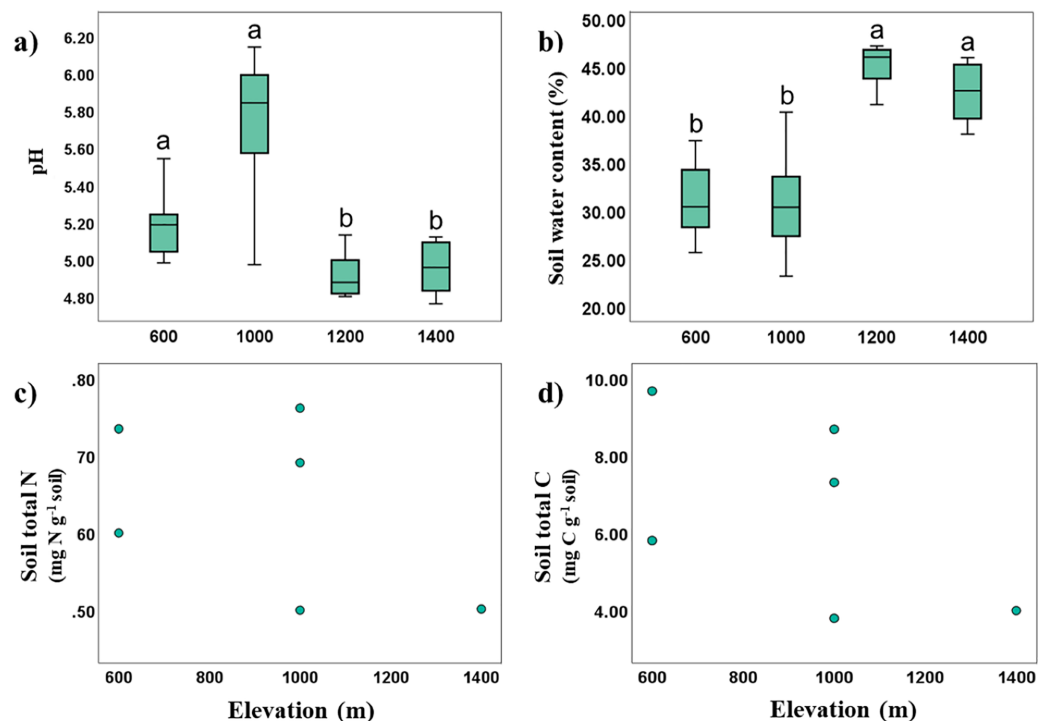 a)
pH
6.20
6.00
5.80
5.60
5.40
5.20
5.00
4.80
a
a
b
b
600 1000 1200 1400
b)
Soil water content (%)
50.00
45.00
40.00
35.00
30.00
25.00
20.00
b
b
a
a
600 1000 1200 1400
c)
Soil total N
(mg N g⁻¹ soil)
.80
70
60
.50
600 800 1000 1200 1400
Elevation (m)
d)
Soil total C
(mg C g⁻¹ soil)
10.00
8.00
6.00
4.00
600 800 1000 1200 1400
Elevation (m)